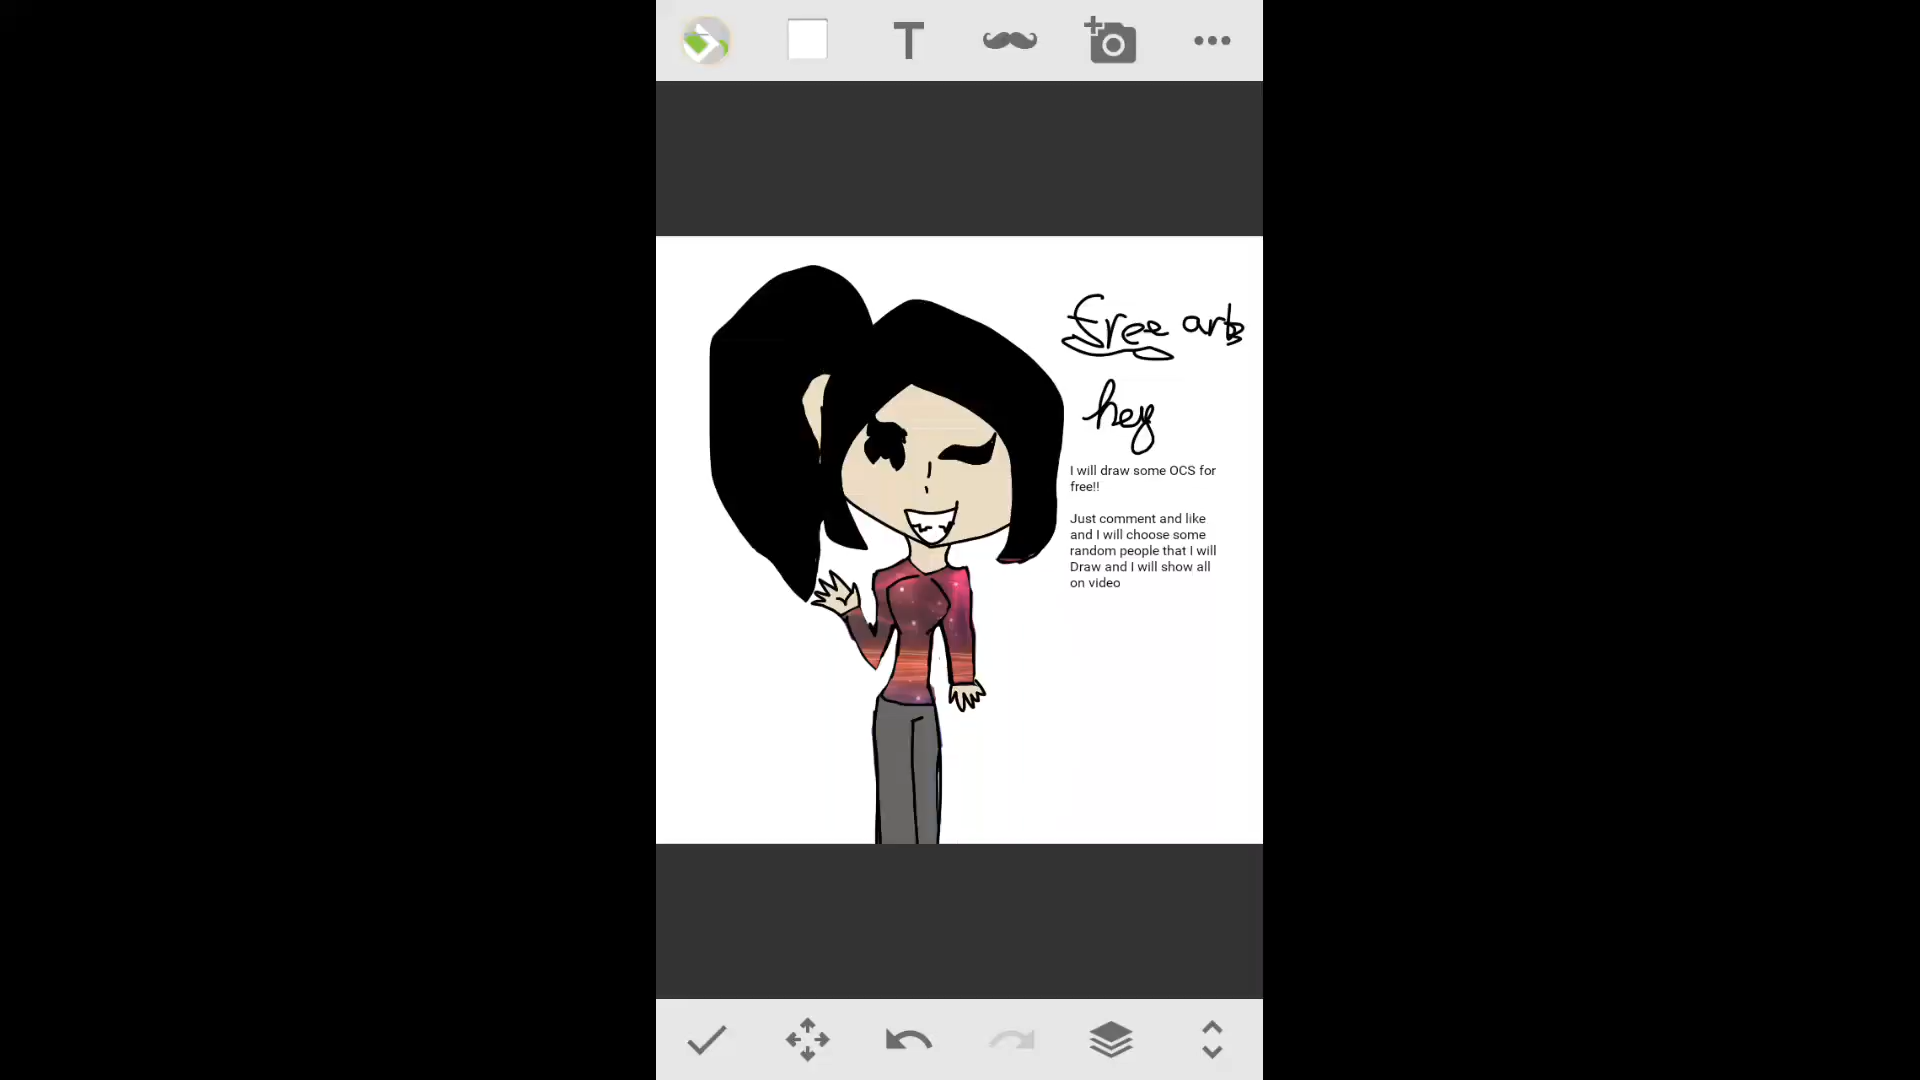 free arts
hey
I will draw some OCS for
free!!
Just comment and like
and I will choose some
random people that I will
Draw and I will show all
on video